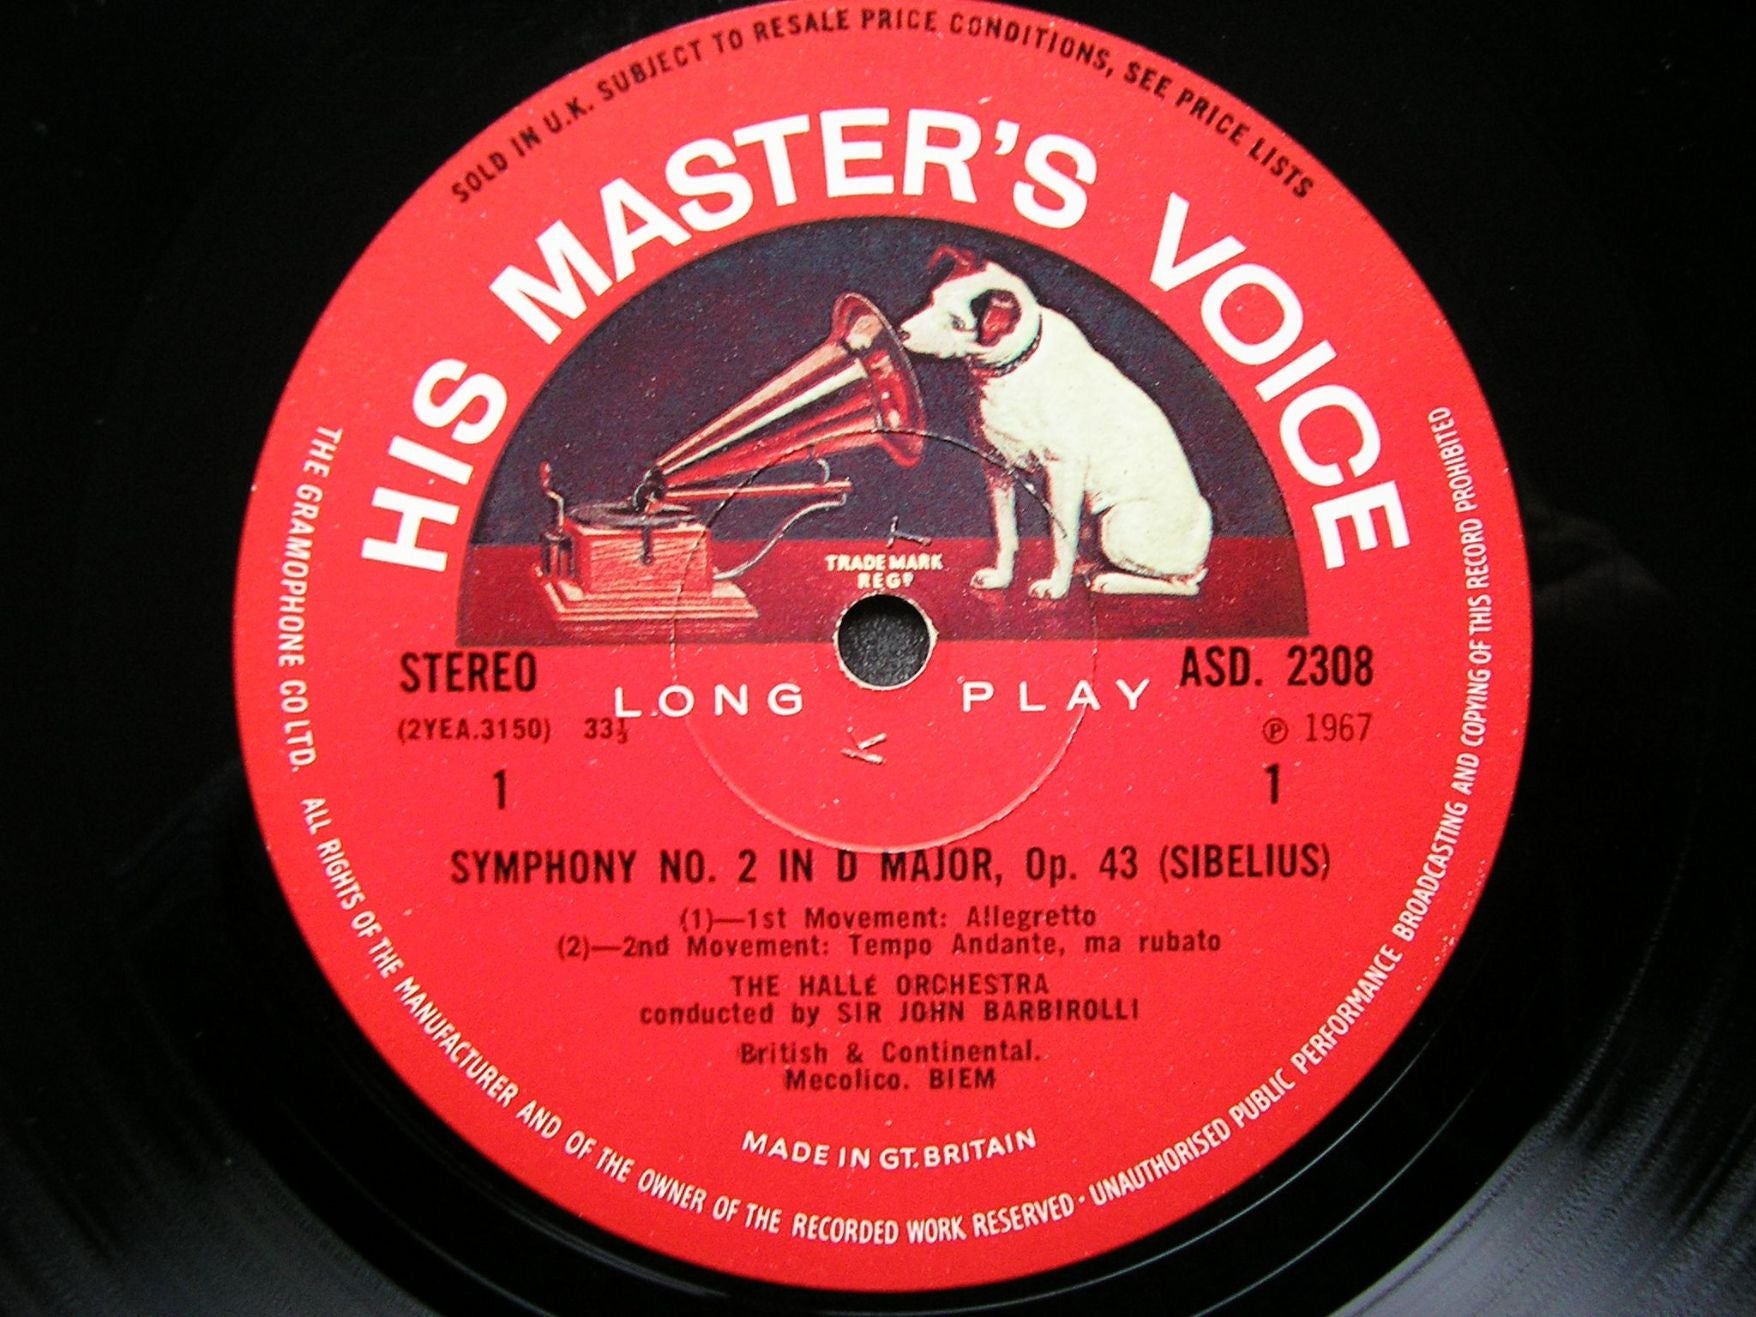 SOLD IN U.K. SUBJECT TO RESALE PRICE CONDITIONS, SEE PRICE LISTS
HIS MASTER'S VOICE
TRADE MARK
REGD
STEREO
ASD. 2308
LONG PLAY
(2YEA.3150) 33⅓
℗ 1967
1
1
K
T
SYMPHONY NO. 2 IN D MAJOR, Op. 43 (SIBELIUS)
(1)—1st Movement: Allegretto
(2)—2nd Movement: Tempo Andante, ma rubato
THE HALLÉ ORCHESTRA
conducted by SIR JOHN BARBIROLLI
British & Continental.
Mecolico. BIEM
MADE IN GT. BRITAIN
THE GRAMOPHONE CO LTD. ALL RIGHTS OF THE MANUFACTURER AND OF THE OWNER OF THE RECORDED WORK RESERVED · UNAUTHORISED PUBLIC PERFORMANCE BROADCASTING AND COPYING OF THIS RECORD PROHIBITED